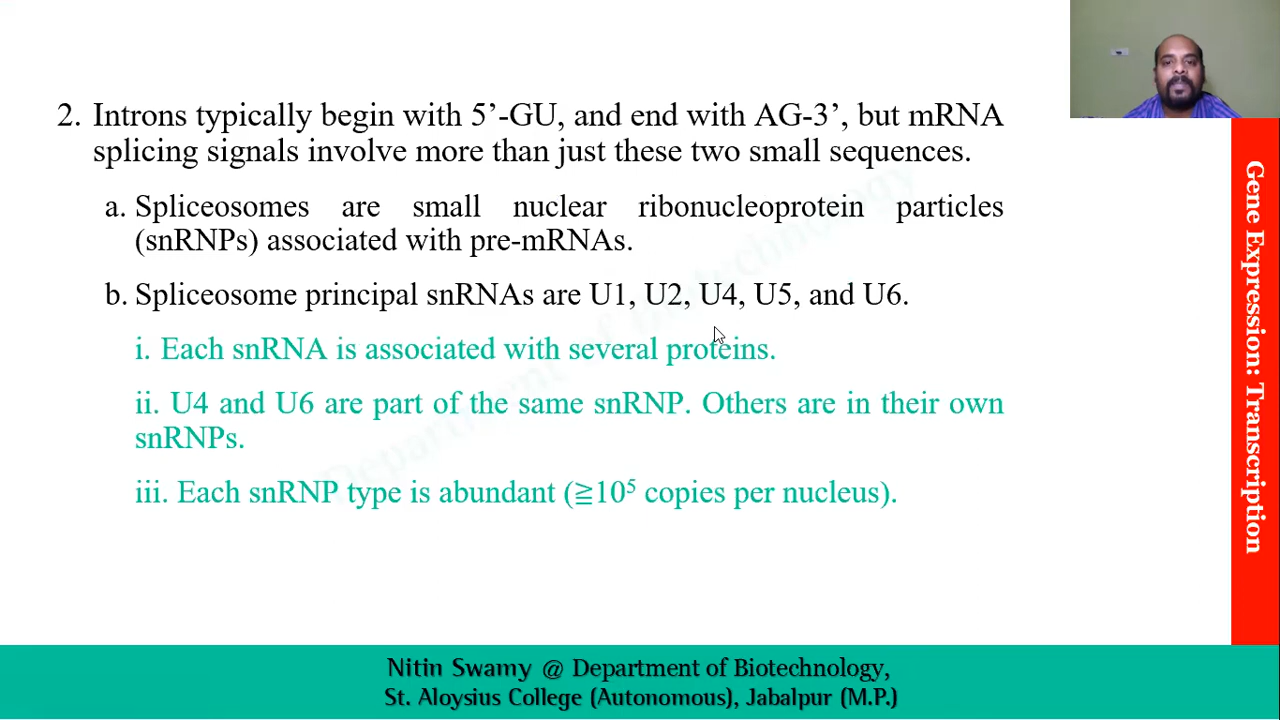 2. Introns typically begin with 5’-GU, and end with AG-3’, but mRNA
splicing signals involve more than just these two small sequences.
a. Spliceosomes are small nuclear ribonucleoprotein particles
(snRNPs) associated with pre-mRNAs.
b. Spliceosome principal snRNAs are U1, U2, U4, U5, and U6.
i. Each snRNA is associated with several proteins.
ii. U4 and U6 are part of the same snRNP. Others are in their own
snRNPs.
iii. Each snRNP type is abundant (≧10⁵ copies per nucleus).
Department of Biotechnology
Gene Expression: Transcription
Nitin Swamy @ Department of Biotechnology,
St. Aloysius College (Autonomous), Jabalpur (M.P.)